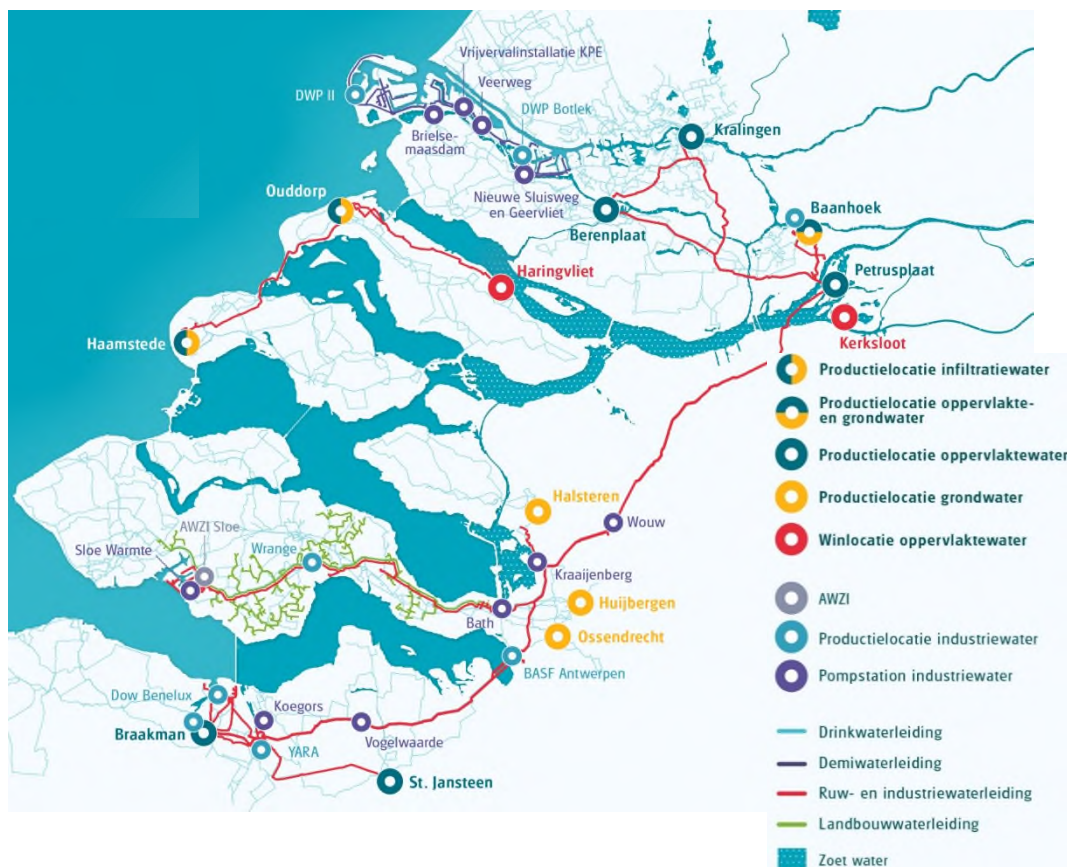 Vrijvervalinstallatie KPE
Veerweg
DWP II
DWP Botlek
Kralingen
Brielse-
maasdam
Ouddorp
Nieuwe Sluisweg
en Geervliet
Baanhoek
Berenplaat
Haringvliet
Petrusplaat
Haamstede
Kerksloot
Productielocatie infiltratiewater
Productielocatie oppervlakte-
en grondwater
Productielocatie oppervlaktewater
Productielocatie grondwater
Winlocatie oppervlaktewater
AWZI
Productielocatie industriewater
Pompstation industriewater
Drinkwaterleiding
Demiwaterleiding
Ruw- en industriewaterleiding
Landbouwwaterleiding
Zoet water
Halsteren
Wouw
AWZI Sloe
Sloe Warmte
Wrange
Kraaijenberg
Huijbergen
Bath
Ossendrecht
BASF Antwerpen
Dow Benelux
Koegors
Braakman
YARA
Vogelwaarde
St. Jansteen